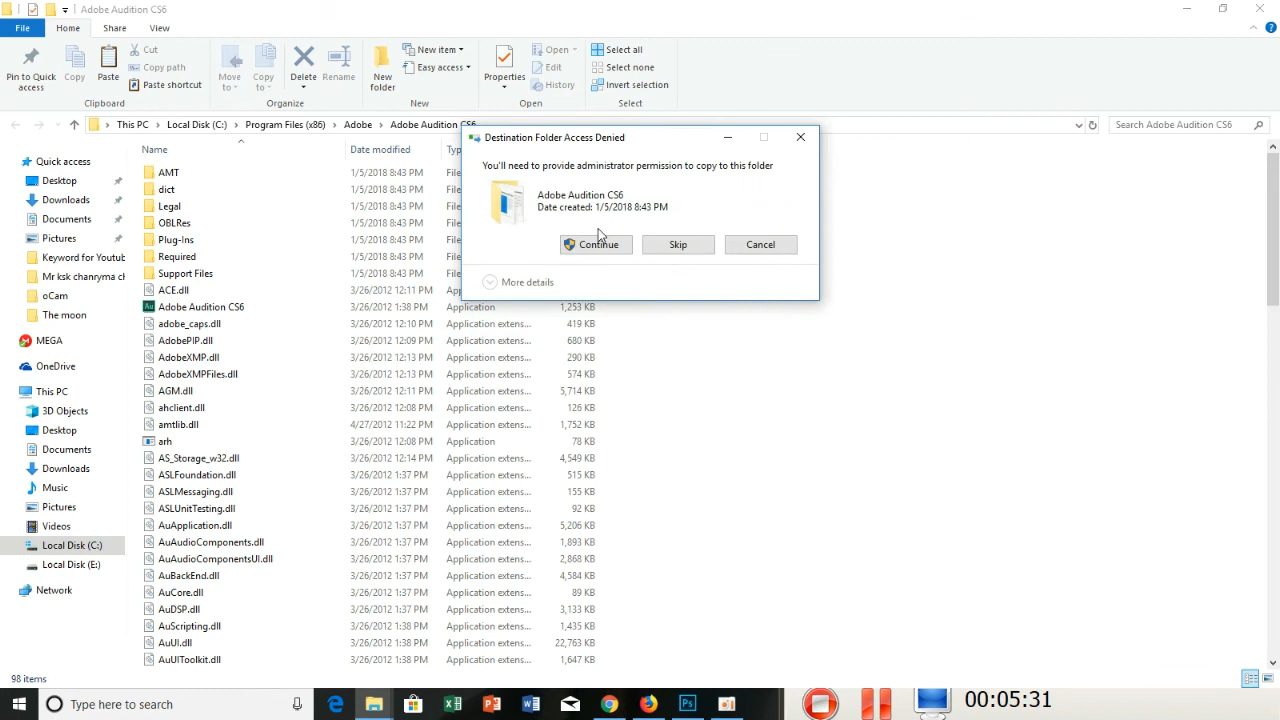 Adobe Audition CS6
File Home Share View
Pin to Quick access
Copy
Paste
Cut
Copy path
Paste shortcut
Clipboard
Move to
Copy to
Delete
Rename
Organize
New folder
New item
Easy access
New
Properties
Open
Edit
History
Open
Select all
Select none
Invert selection
Select
This PC > Local Disk (C:) > Program Files (x86) > Adobe > Adobe Audition CS6
Search Adobe Audition CS6
Quick access
Desktop
Downloads
Documents
Pictures
Keyword for Youtub
Mr ksk chanryma ch
oCam
The moon
MEGA
OneDrive
This PC
3D Objects
Desktop
Documents
Downloads
Music
Pictures
Videos
Local Disk (C:)
Local Disk (E:)
Network
Name Date modified Typ
AMT 1/5/2018 8:43 PM File
dict 1/5/2018 8:43 PM File
Legal 1/5/2018 8:43 PM File
OBLRes 1/5/2018 8:43 PM File
Plug-Ins 1/5/2018 8:43 PM File
Required 1/5/2018 8:43 PM File
Support Files 1/5/2018 8:43 PM File
ACE.dll 3/26/2012 12:11 PM App
Adobe Audition CS6 3/26/2012 1:38 PM Application 1,253 KB
adobe_caps.dll 3/26/2012 12:10 PM Application extens... 419 KB
AdobePIP.dll 3/26/2012 12:09 PM Application extens... 680 KB
AdobeXMP.dll 3/26/2012 12:13 PM Application extens... 290 KB
AdobeXMPFiles.dll 3/26/2012 12:13 PM Application extens... 574 KB
AGM.dll 3/26/2012 12:11 PM Application extens... 5,714 KB
ahclient.dll 3/26/2012 12:08 PM Application extens... 126 KB
amtlib.dll 4/27/2012 11:22 PM Application extens... 1,752 KB
arh 3/26/2012 12:08 PM Application 78 KB
AS_Storage_w32.dll 3/26/2012 12:14 PM Application extens... 4,549 KB
ASLFoundation.dll 3/26/2012 1:37 PM Application extens... 515 KB
ASLMessaging.dll 3/26/2012 1:37 PM Application extens... 155 KB
ASLUnitTesting.dll 3/26/2012 1:37 PM Application extens... 92 KB
AuApplication.dll 3/26/2012 1:37 PM Application extens... 5,206 KB
AuAudioComponents.dll 3/26/2012 1:37 PM Application extens... 1,893 KB
AuAudioComponentsUI.dll 3/26/2012 1:37 PM Application extens... 2,868 KB
AuBackEnd.dll 3/26/2012 1:37 PM Application extens... 4,584 KB
AuCore.dll 3/26/2012 1:37 PM Application extens... 89 KB
AuDSP.dll 3/26/2012 1:37 PM Application extens... 3,133 KB
AuScripting.dll 3/26/2012 1:38 PM Application extens... 1,435 KB
AuUI.dll 3/26/2012 1:38 PM Application extens... 22,763 KB
AuUIToolkit.dll 3/26/2012 1:38 PM Application extens... 1,647 KB
Destination Folder Access Denied
You'll need to provide administrator permission to copy to this folder
Adobe Audition CS6
Date created: 1/5/2018 8:43 PM
Continue Skip Cancel
More details
98 items
Type here to search
00:05:31